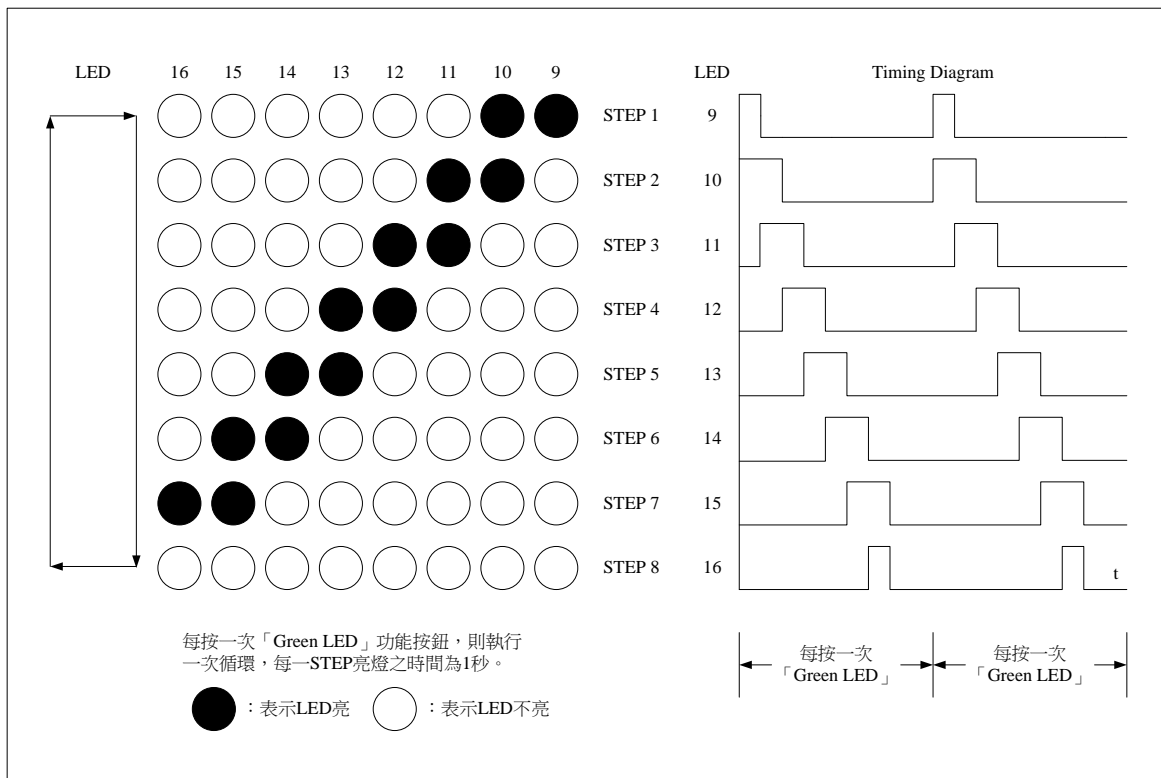 LED 16 15 14 13 12 11 10 9 LED Timing Diagram
STEP 1 9
STEP 2 10
STEP 3 11
STEP 4 12
STEP 5 13
STEP 6 14
STEP 7 15
STEP 8 16 t
每按一次「Green LED」功能按鈕，則執行
一次循環，每一STEP亮燈之時間為1秒。
：表示LED亮 ：表示LED不亮
每按一次
「Green LED」
每按一次
「Green LED」